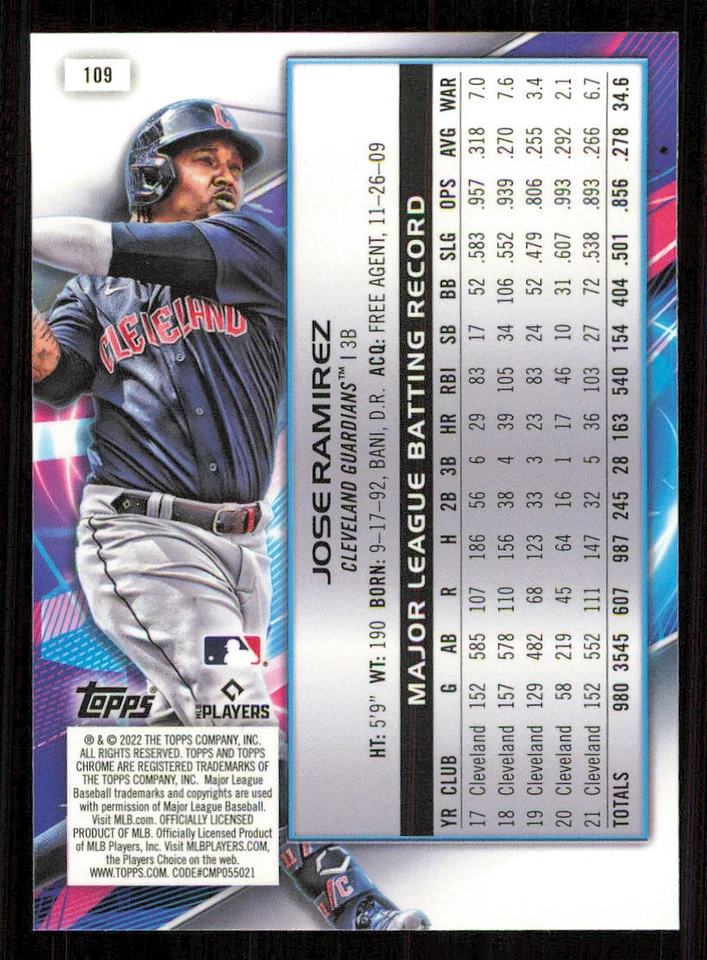 109
C
CLEVELAND
JOSE RAMIREZ
CLEVELAND GUARDIANS™ | 3B
HT: 5'9" WT: 190 BORN: 9-17-92, BANI, D.R. ACQ: FREE AGENT, 11-26-09
MAJOR LEAGUE BATTING RECORD
YR CLUB G AB R H 2B 3B HR RBI SB BB SLG OPS AVG WAR
17 Cleveland 152 585 107 186 56 6 29 83 17 52 .583 .957 .318 7.0
18 Cleveland 157 578 110 156 38 4 39 105 34 106 .552 .939 .270 7.6
19 Cleveland 129 482 68 123 33 3 23 83 24 52 .479 .806 .255 3.4
20 Cleveland 58 219 45 64 16 1 17 46 10 31 .607 .993 .292 2.1
21 Cleveland 152 552 111 147 32 5 36 103 27 72 .538 .893 .266 6.7
TOTALS 980 3545 607 987 245 28 163 540 154 404 .501 .856 .278 34.6
Topps®
MLB PLAYERS
® & © 2022 THE TOPPS COMPANY, INC.
ALL RIGHTS RESERVED. TOPPS AND TOPPS
CHROME ARE REGISTERED TRADEMARKS OF
THE TOPPS COMPANY, INC. Major League
Baseball trademarks and copyrights are used
with permission of Major League Baseball.
Visit MLB.com. OFFICIALLY LICENSED
PRODUCT OF MLB. Officially Licensed Product
of MLB Players, Inc. Visit MLBPLAYERS.COM,
the Players Choice on the web.
WWW.TOPPS.COM. CODE#CMP055021